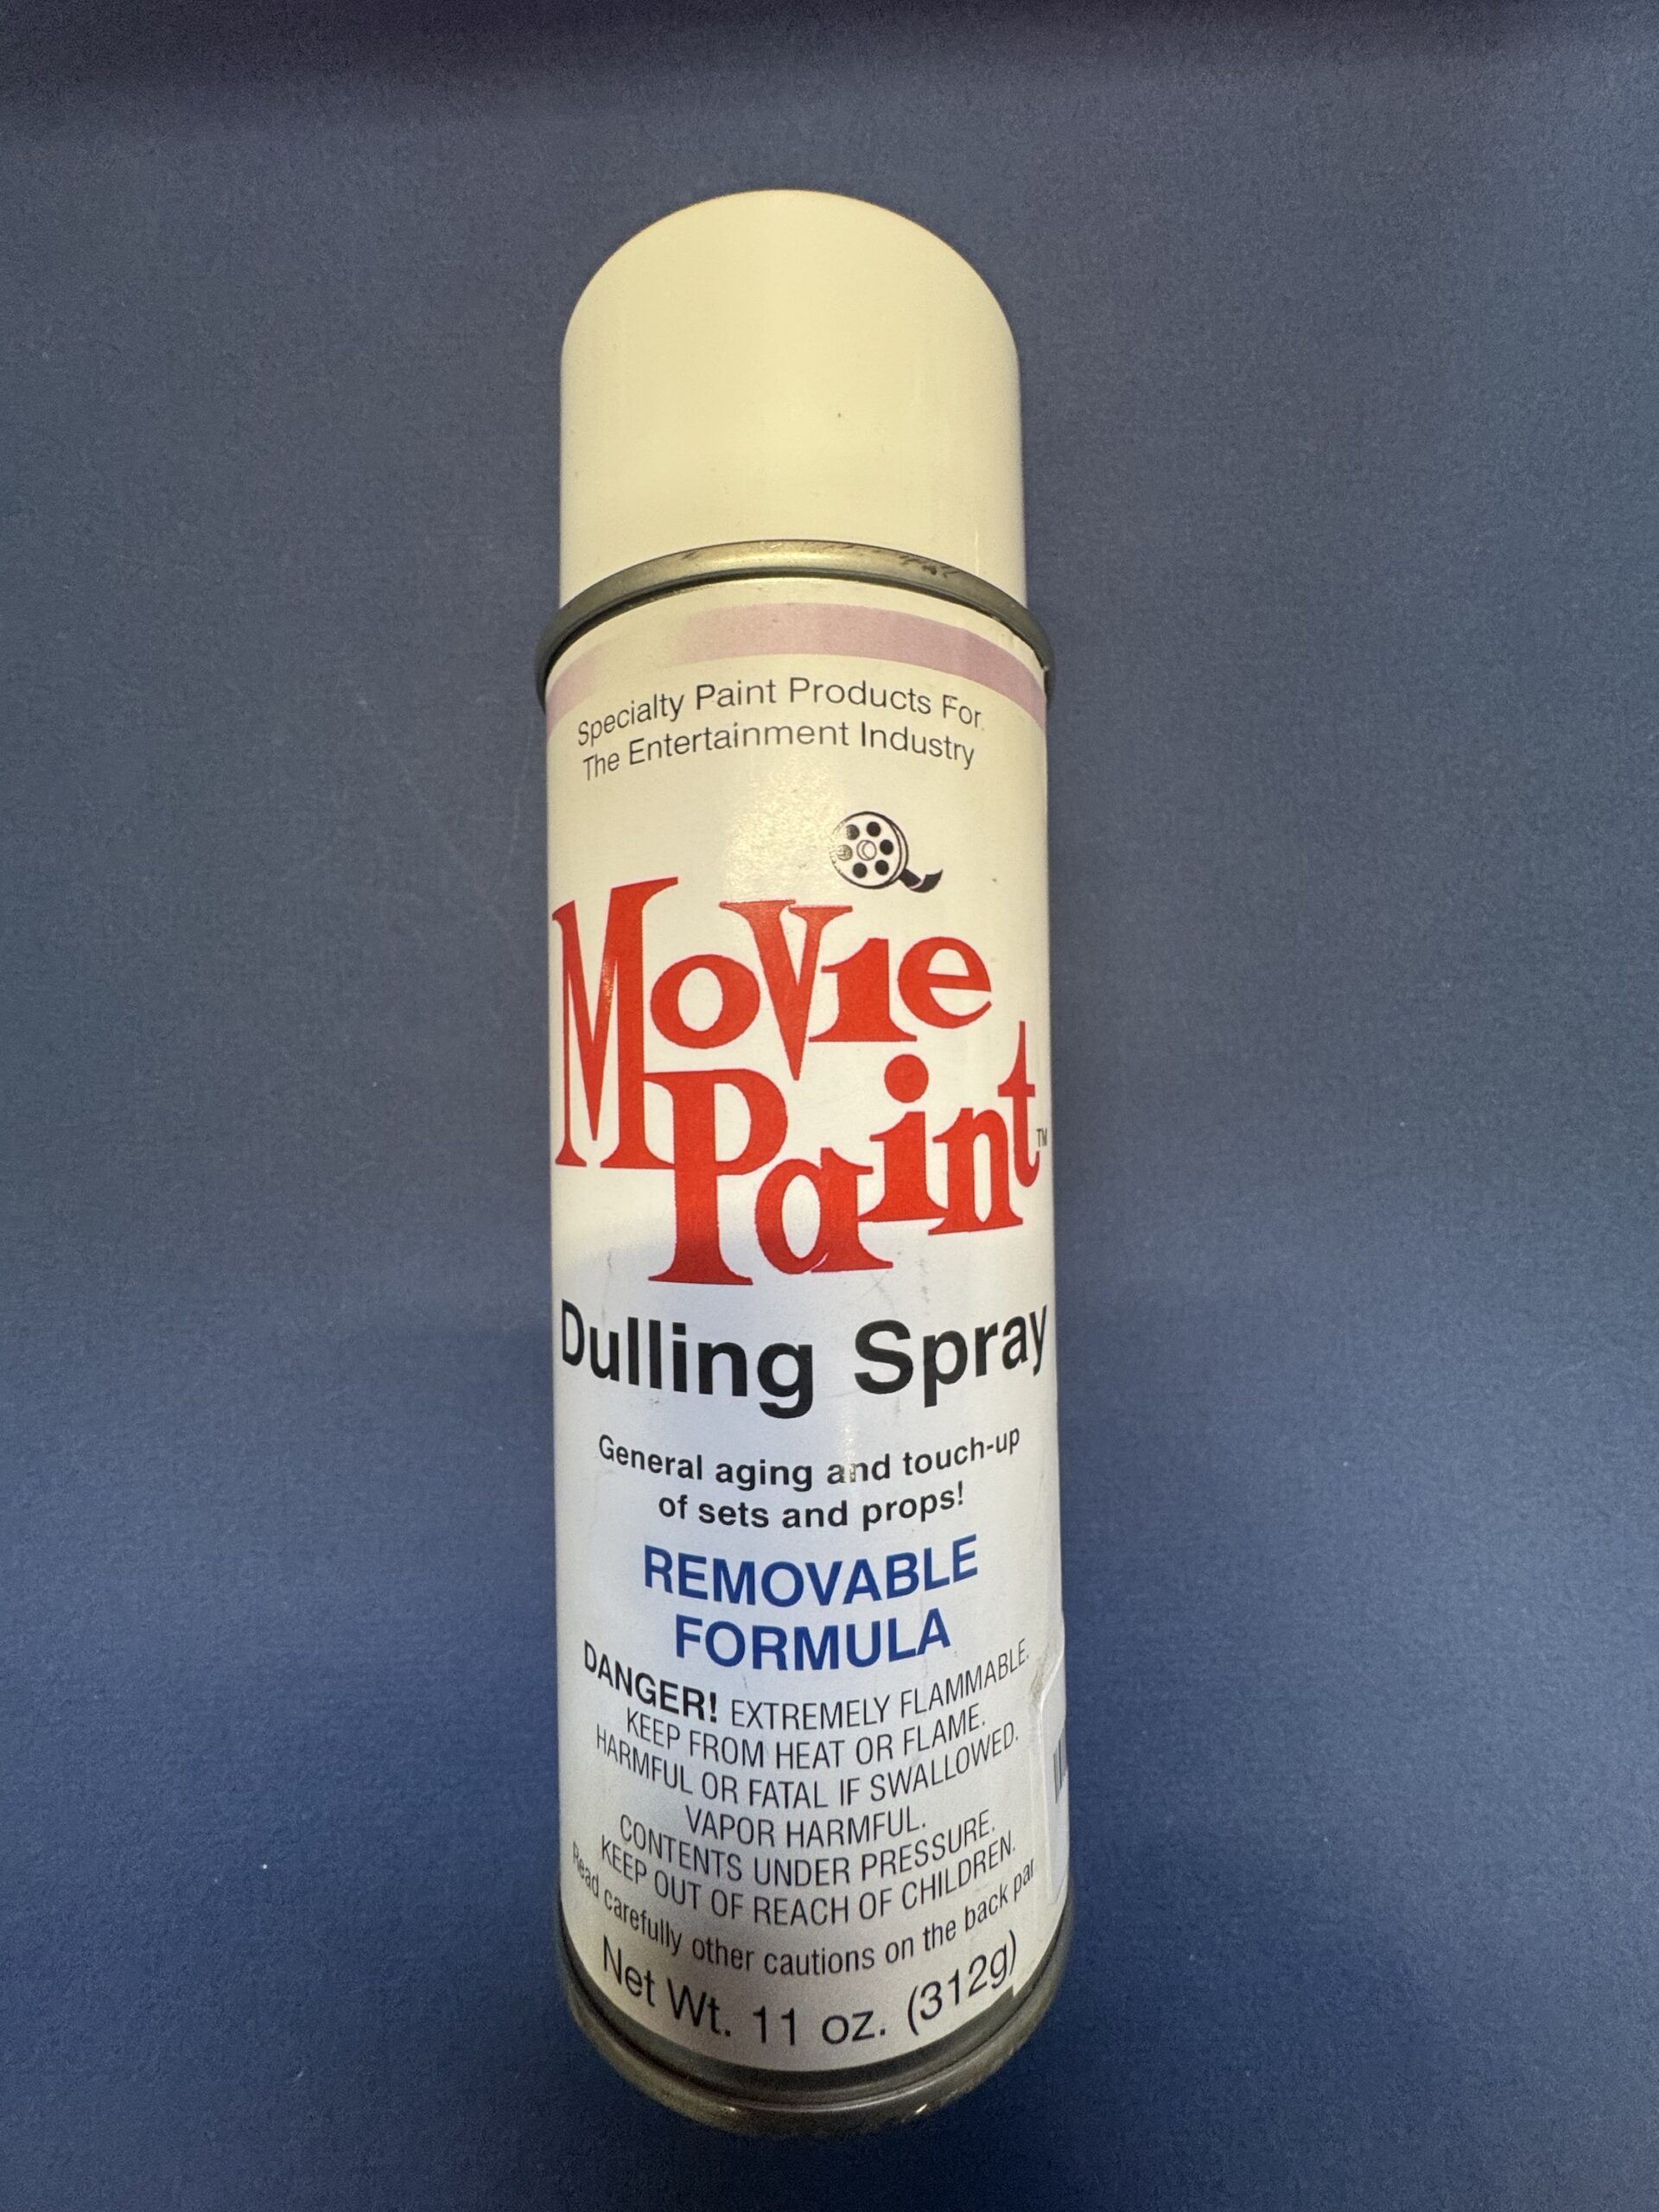 Specialty Paint Products For
The Entertainment Industry
Movie
Paint™
Dulling Spray
General aging and touch-up
of sets and props!
REMOVABLE
FORMULA
DANGER! EXTREMELY FLAMMABLE.
KEEP FROM HEAT OR FLAME.
HARMFUL OR FATAL IF SWALLOWED.
VAPOR HARMFUL.
CONTENTS UNDER PRESSURE.
KEEP OUT OF REACH OF CHILDREN.
Read carefully other cautions on the back
Net Wt. 11 oz. (312g)